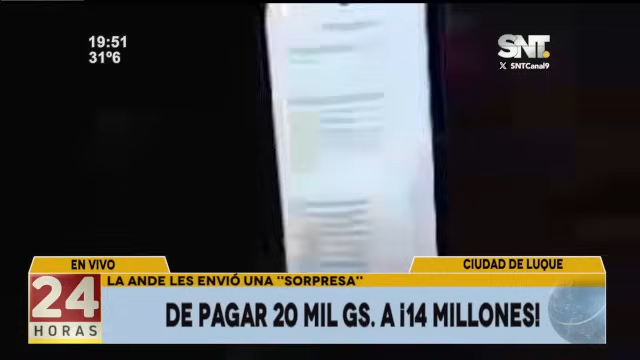 19:51
31°6
SNT
X SNTCanal9
EN VIVO
CIUDAD DE LUQUE
LA ANDE LES ENVIÓ UNA "SORPRESA"
24
HORAS
DE PAGAR 20 MIL GS. A ¡14 MILLONES!